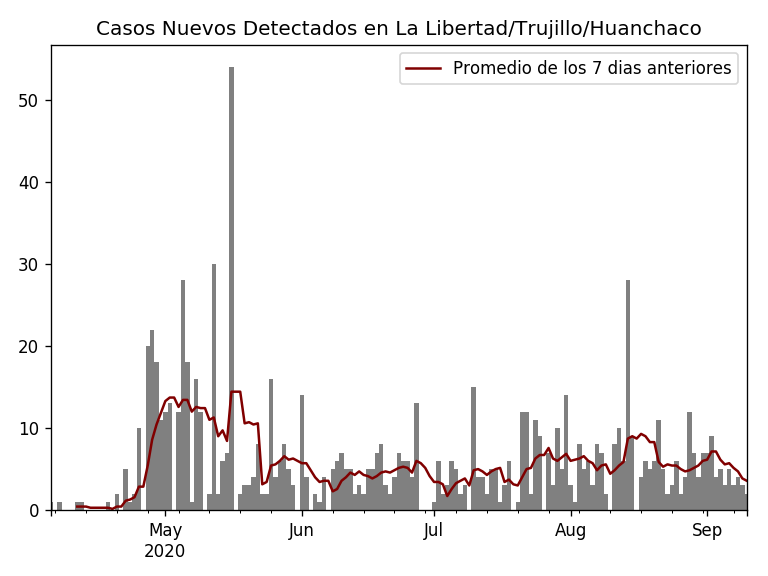 Casos Nuevos Detectados en La Libertad/Trujillo/Huanchaco
Promedio de los 7 dias anteriores
50
40
30
20
10
0
May Jun Jul Aug Sep
2020